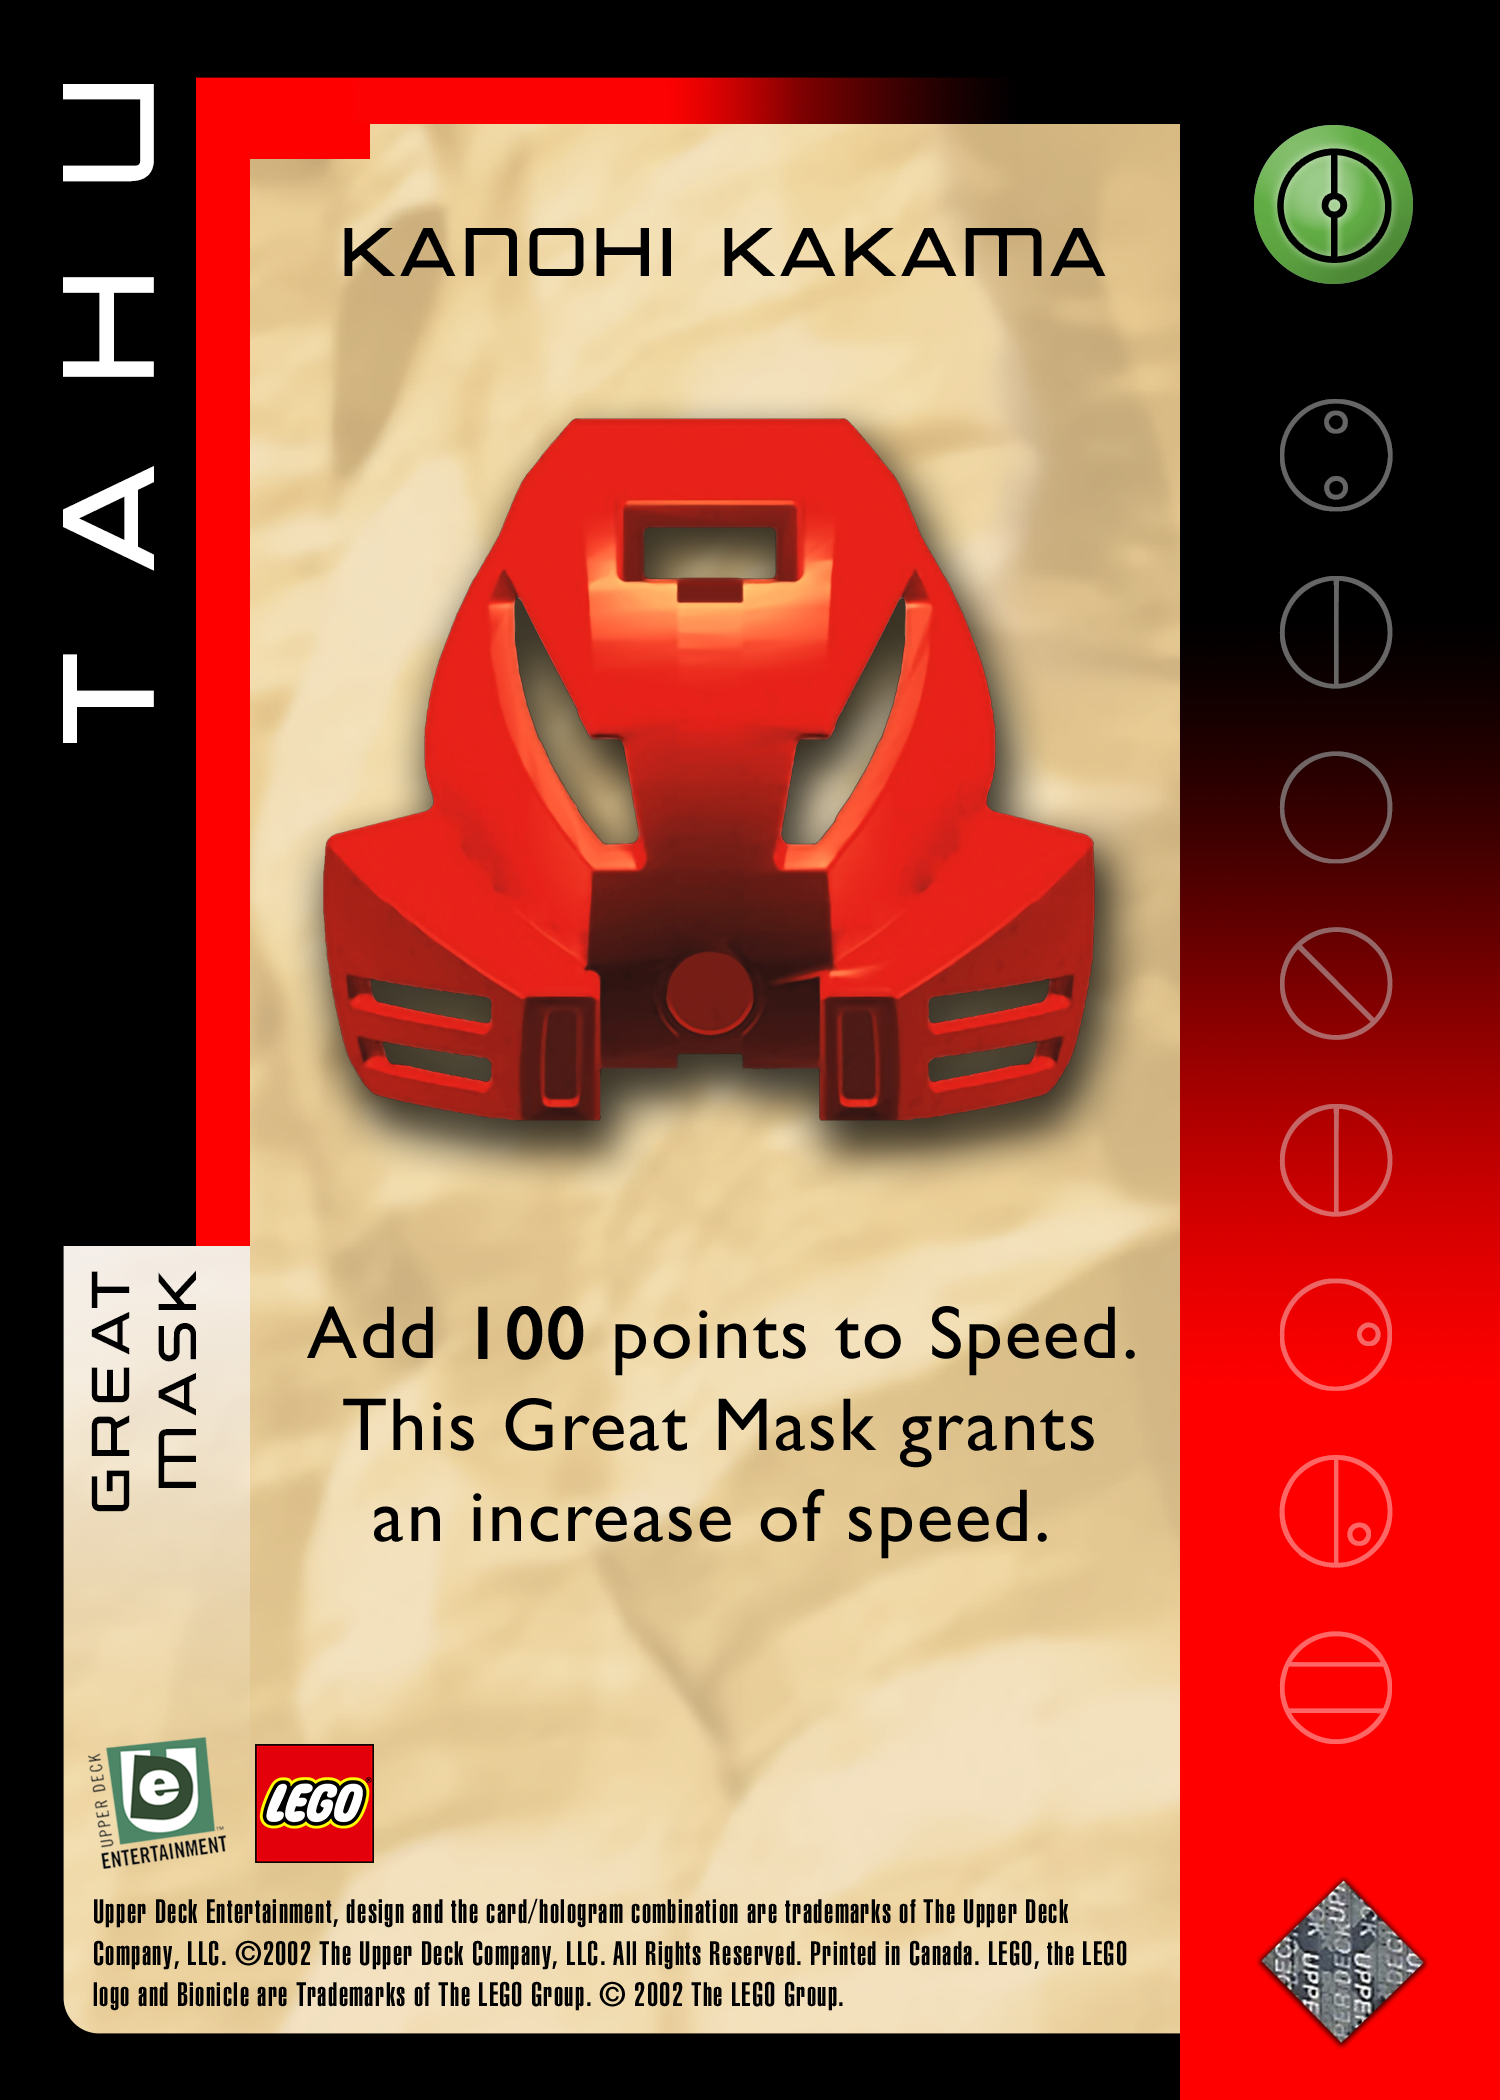 TAHU
KANOHI KAKAMA
GREAT
MASK
Add 100 points to Speed.
This Great Mask grants
an increase of speed.
UPPER DECK
e
ENTERTAINMENT
™
LEGO
Upper Deck Entertainment, design and the card/hologram combination are trademarks of The Upper Deck
Company, LLC. ©2002 The Upper Deck Company, LLC. All Rights Reserved. Printed in Canada. LEGO, the LEGO
logo and Bionicle are Trademarks of The LEGO Group. © 2002 The LEGO Group.